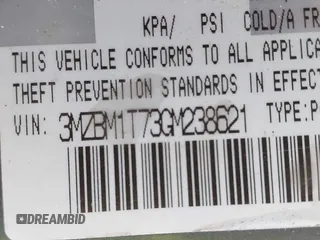 KPA/ PSI COLD/A FR
THIS VEHICLE CONFORMS TO ALL APPLICA
THEFT PREVENTION STANDARDS IN EFFECT
VIN: 3MZBM1T73GM238621 TYPE:P
DREAMBID